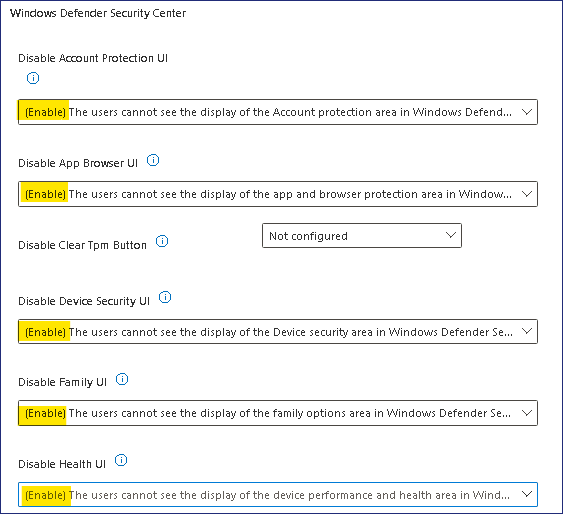 Windows Defender Security Center
Disable Account Protection UI
(Enable) The users cannot see the display of the Account protection area in Windows Defend...
Disable App Browser UI
(Enable) The users cannot see the display of the app and browser protection area in Window...
Disable Clear Tpm Button
Not configured
Disable Device Security UI
(Enable) The users cannot see the display of the Device security area in Windows Defender Se...
Disable Family UI
(Enable) The users cannot see the display of the family options area in Windows Defender Se...
Disable Health UI
(Enable) The users cannot see the display of the device performance and health area in Wind...